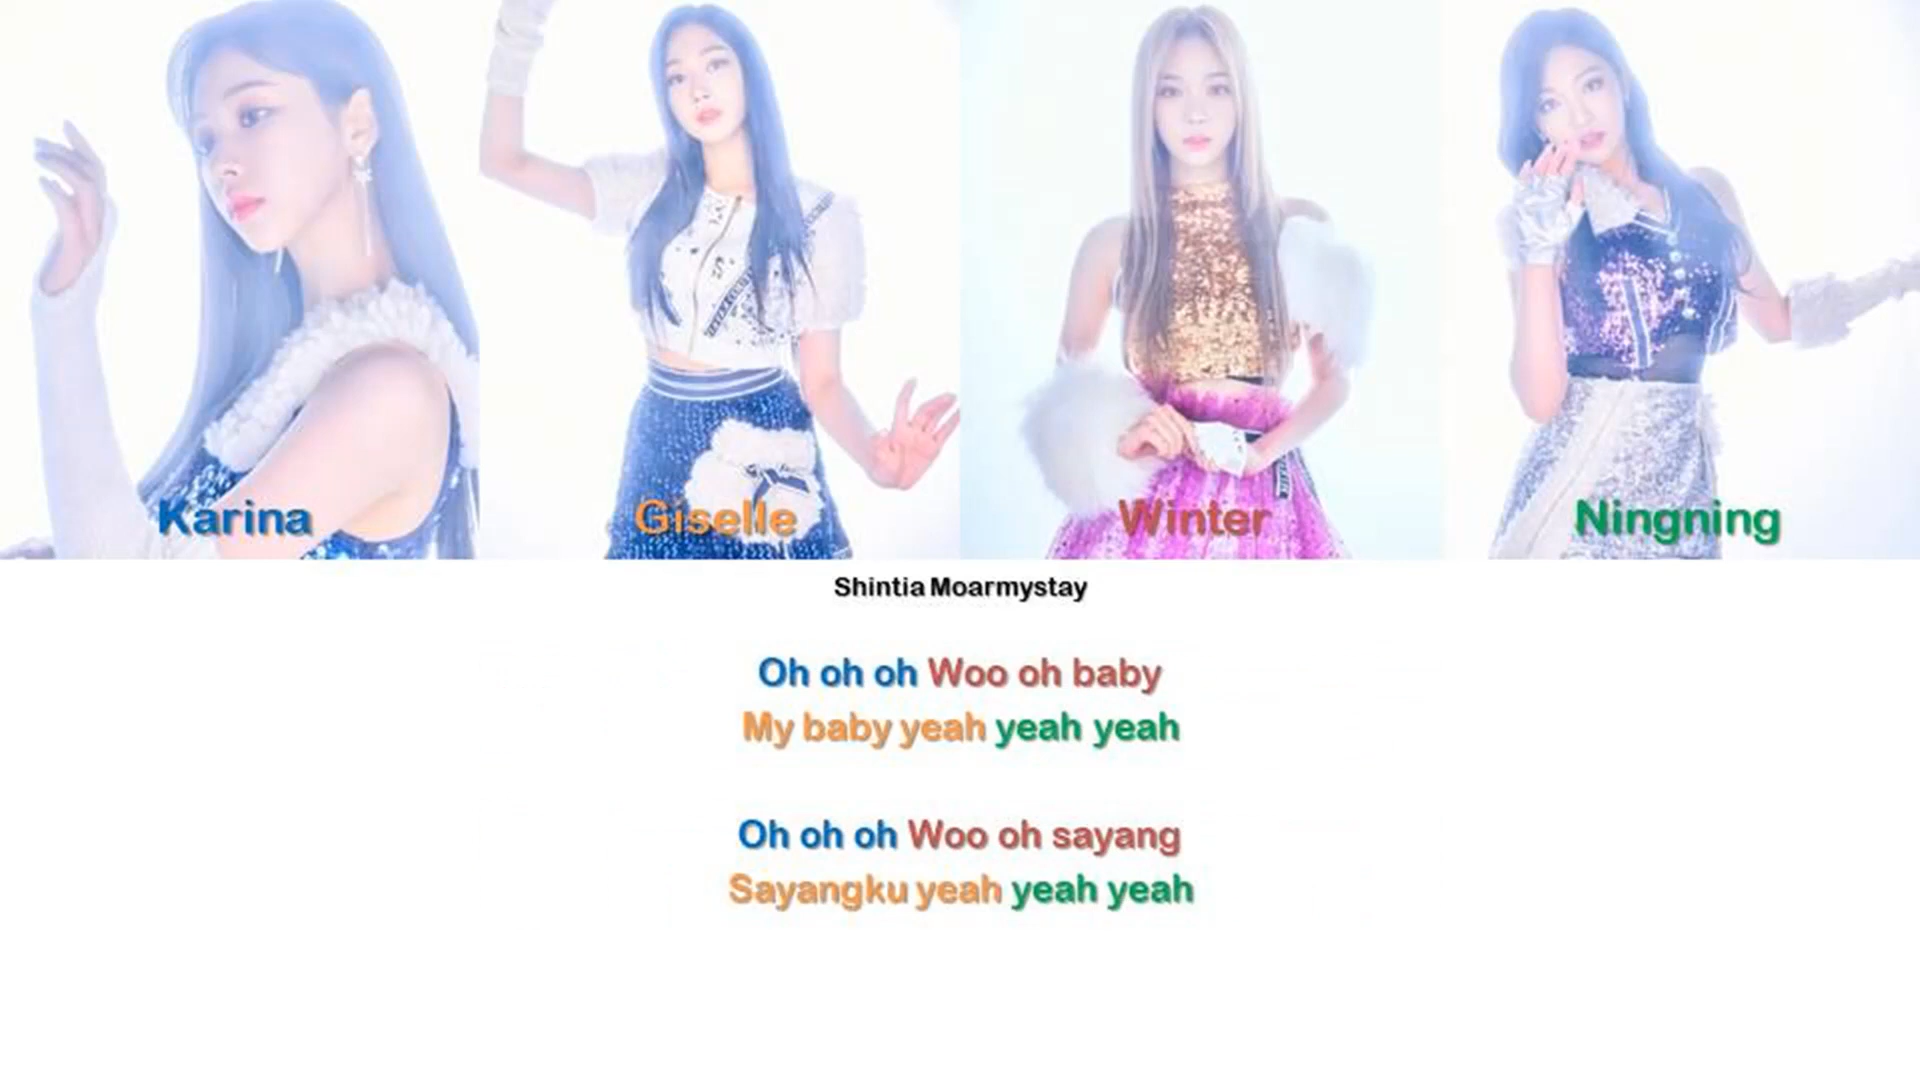 Karina
Giselle
Winter
Ningning
Shintia Moarmystay
Oh oh oh Woo oh baby
My baby yeah yeah yeah
Oh oh oh Woo oh sayang
Sayangku yeah yeah yeah